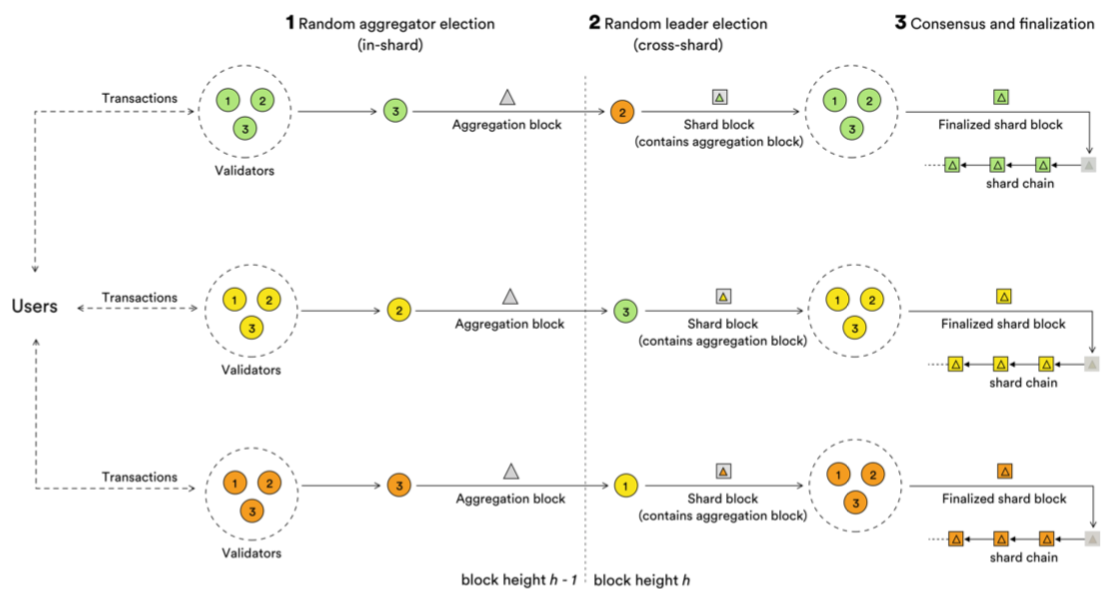 1 Random aggregator election
(in-shard)
2 Random leader election
(cross-shard)
3 Consensus and finalization
Transactions
1 2
3
Validators
3
Aggregation block
2
Shard block
(contains aggregation block)
1 2
3
Finalized shard block
shard chain
Users
Transactions
1 2
3
Validators
2
Aggregation block
3
Shard block
(contains aggregation block)
1 2
3
Finalized shard block
shard chain
Transactions
1 2
3
Validators
3
Aggregation block
1
Shard block
(contains aggregation block)
1 2
3
Finalized shard block
shard chain
block height h - 1
block height h